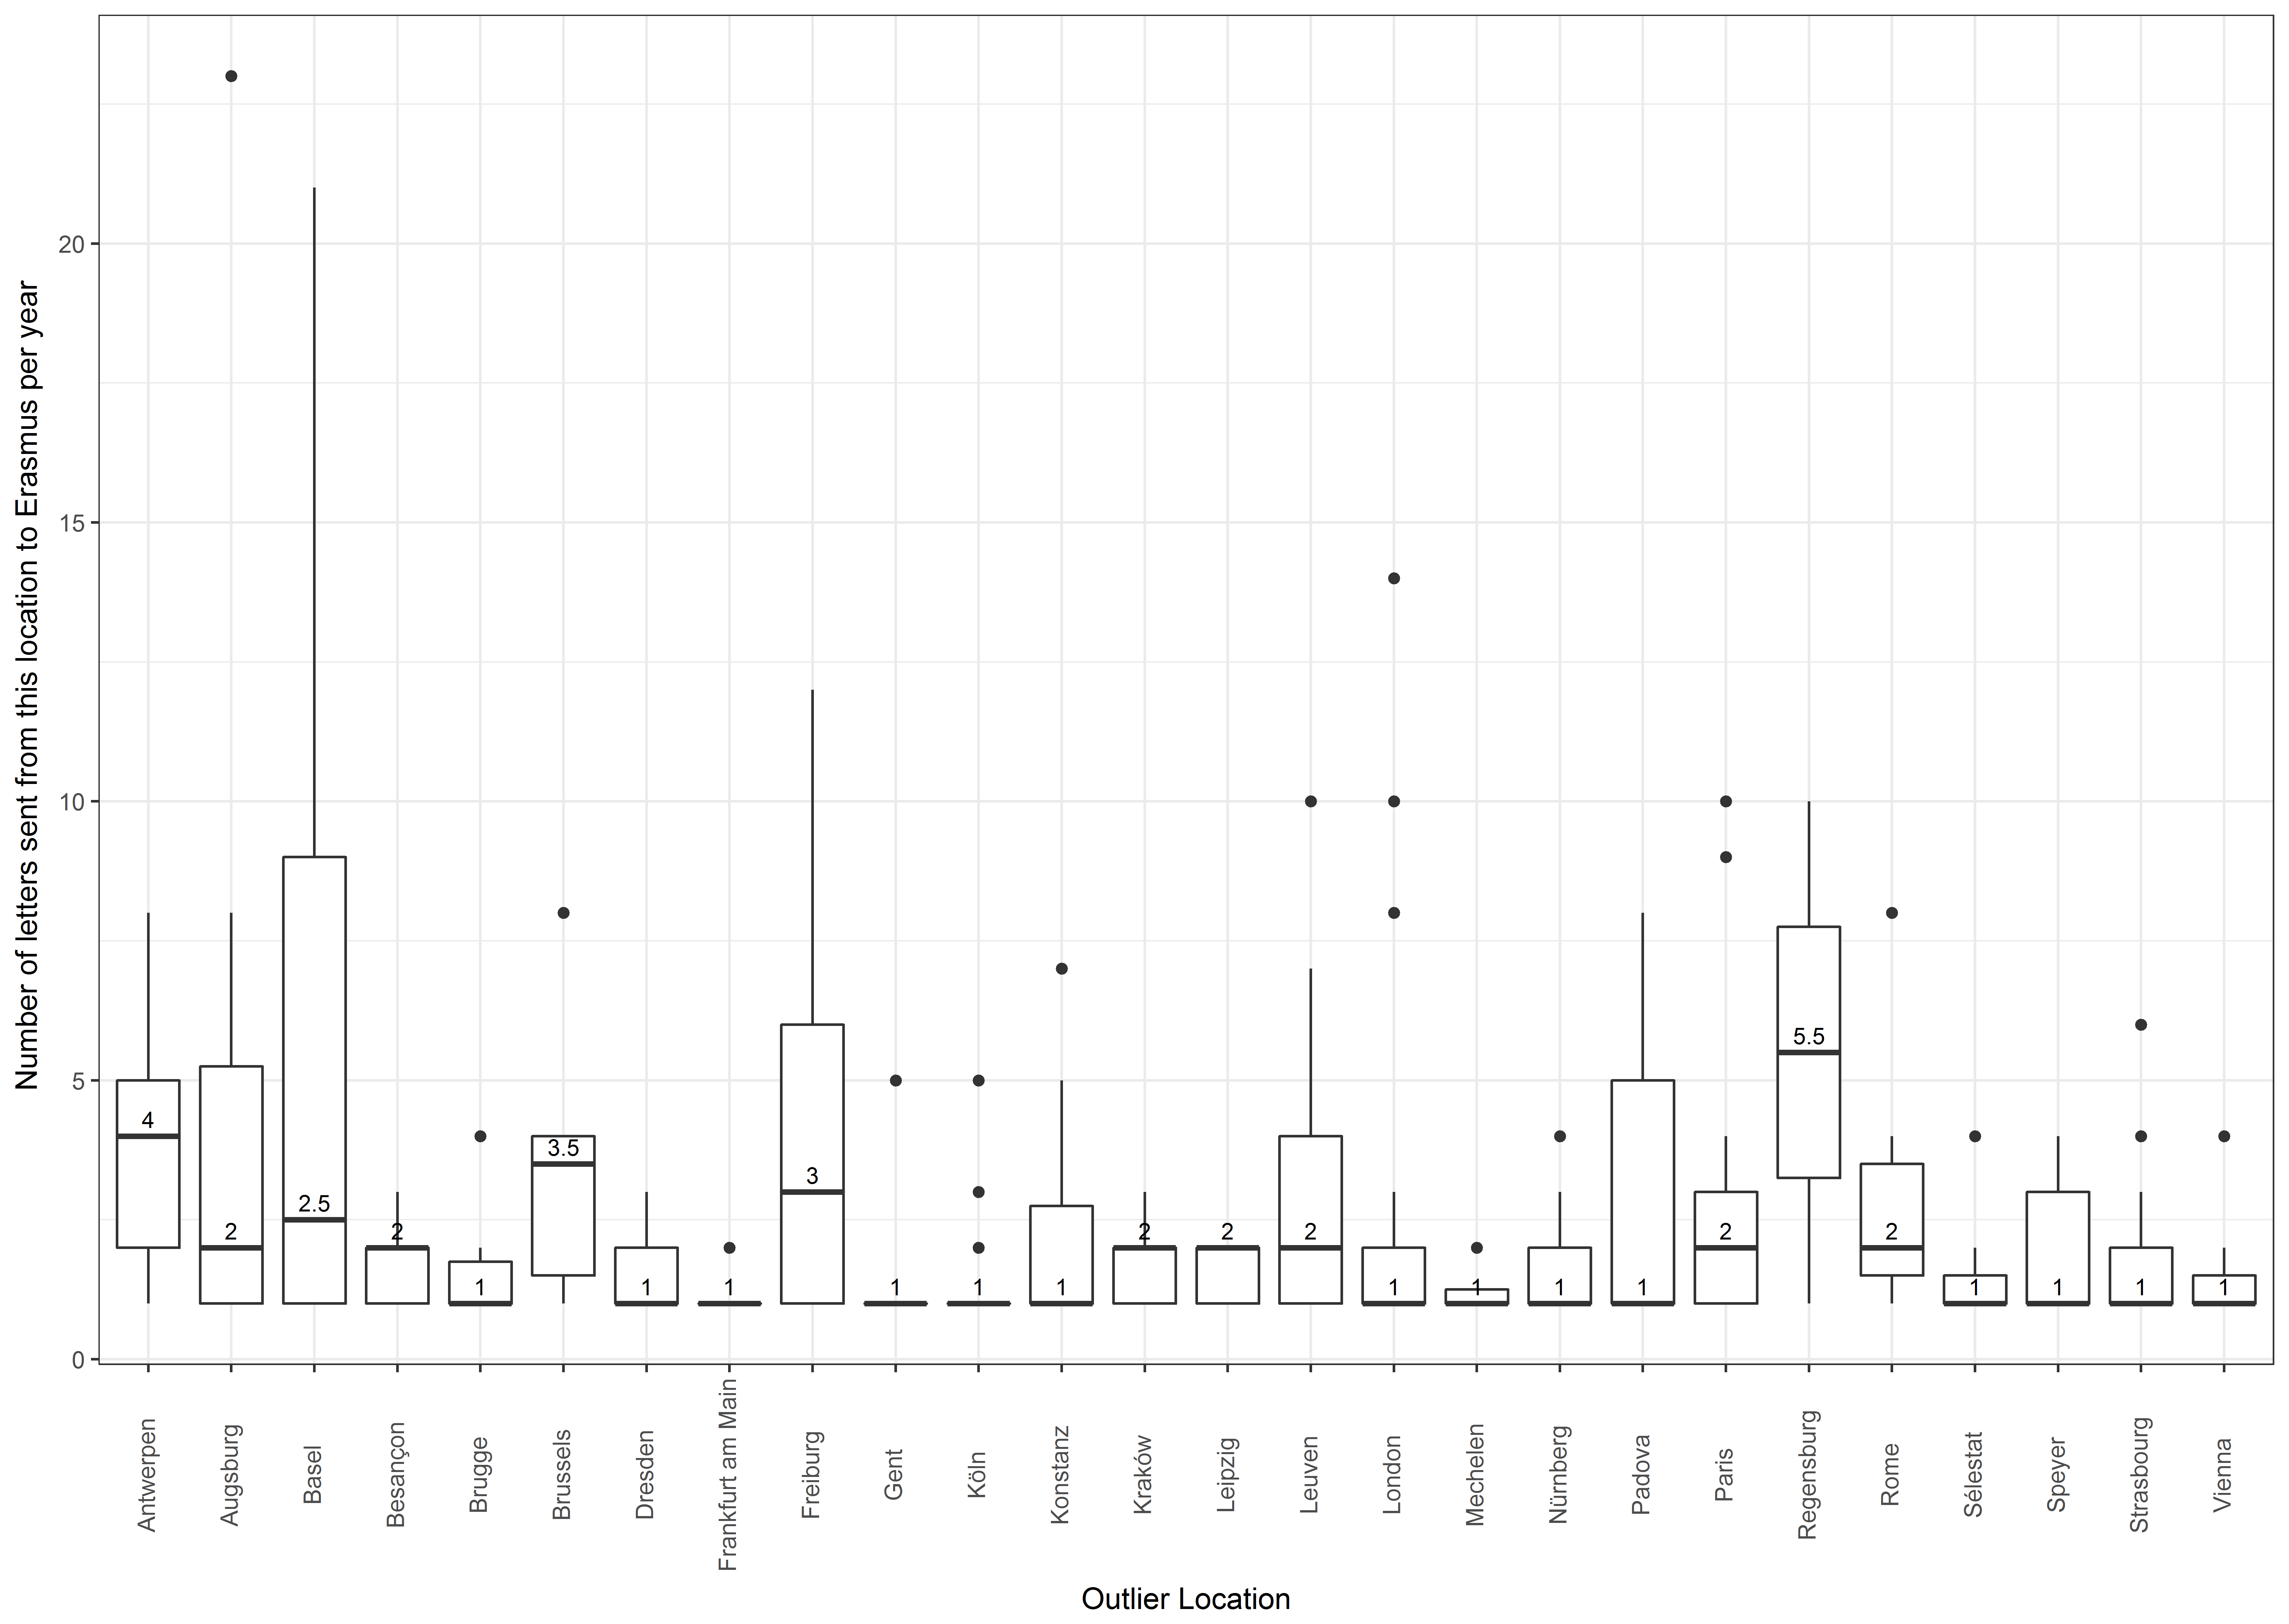 Number of letters sent from this location to Erasmus per year
20
15
10
5
0
4
2
2.5
2
1
3.5
1
1
3
1
1
1
2
2
2
1
1
1
1
2
5.5
2
1
1
1
1
Antwerpen
Augsburg
Basel
Besançon
Brugge
Brussels
Dresden
Frankfurt am Main
Freiburg
Gent
Köln
Konstanz
Kraków
Leipzig
Leuven
London
Mechelen
Nürnberg
Padova
Paris
Regensburg
Rome
Sélestat
Speyer
Strasbourg
Vienna
Outlier Location